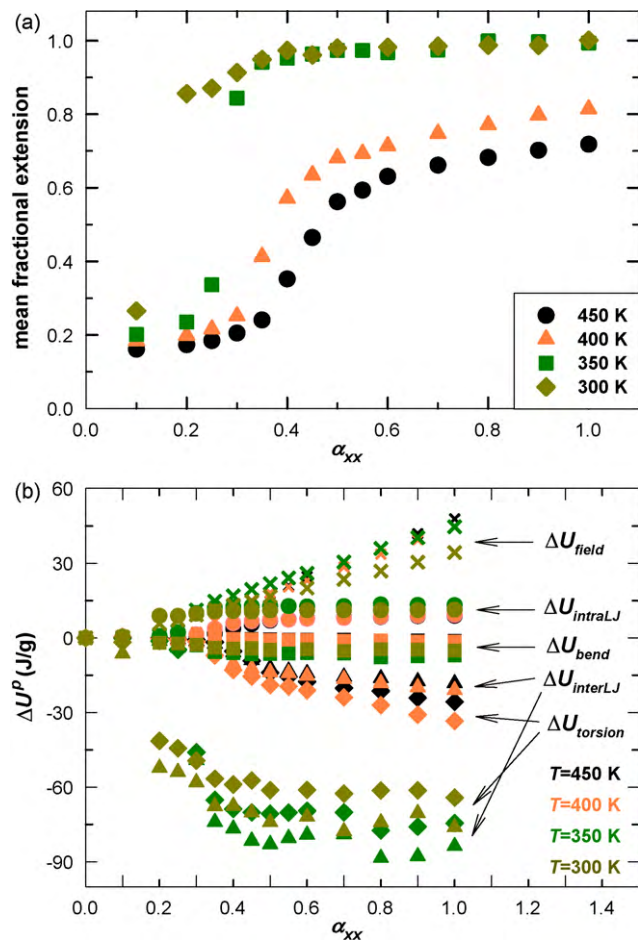 (a)
1.0
0.8
0.6
0.4
0.2
0.0
mean fractional extension
450 K
400 K
350 K
300 K
0.0 0.2 0.4 0.6 0.8 1.0
αxx
(b)
60
30
0
-30
-60
-90
ΔU^p (J/g)
ΔUfield
ΔUintraLJ
ΔUbend
ΔUinterLJ
ΔUtorsion
T=450 K
T=400 K
T=350 K
T=300 K
0.0 0.2 0.4 0.6 0.8 1.0 1.2 1.4
αxx